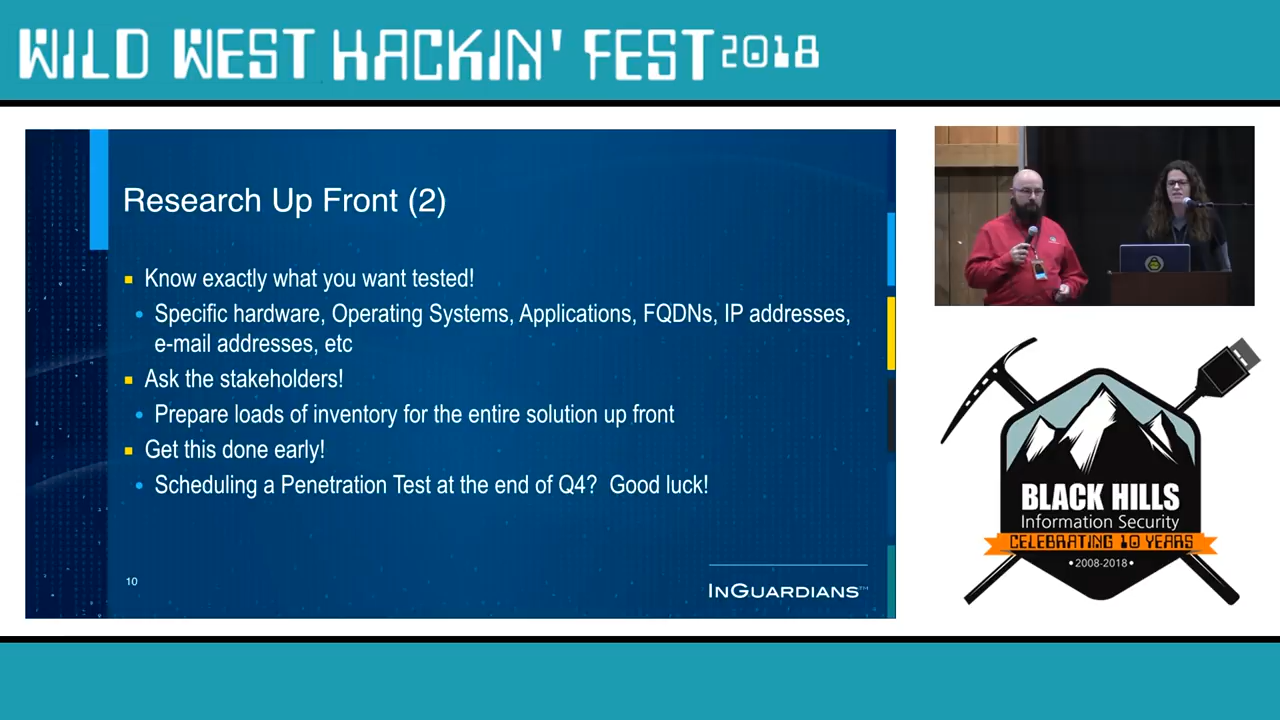 WILD WEST HACKIN' FEST 2018
Research Up Front (2)
Know exactly what you want tested!
Specific hardware, Operating Systems, Applications, FQDNs, IP addresses,
e-mail addresses, etc
Ask the stakeholders!
Prepare loads of inventory for the entire solution up front
Get this done early!
Scheduling a Penetration Test at the end of Q4? Good luck!
10
INGUARDIANS™
BLACK HILLS
Information Security
CELEBRATING 10 YEARS
•2008-2018•